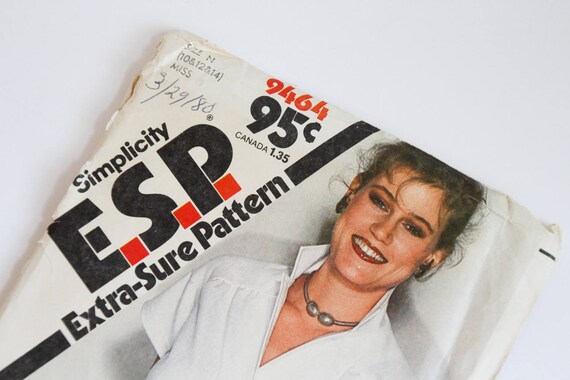 Size N
(10&12&14)
MISS
3/29/80
9464
95¢
CANADA 1.35
Simplicity
E.S.P.®
Extra-Sure Pattern